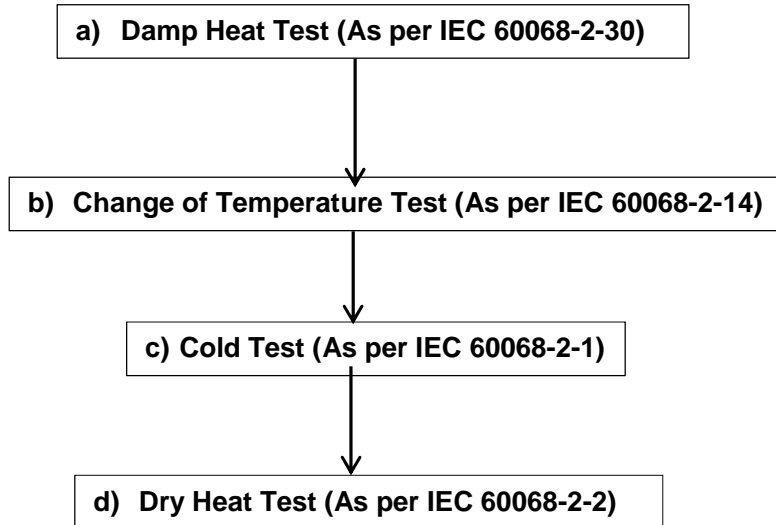 a) Damp Heat Test (As per IEC 60068-2-30)
b) Change of Temperature Test (As per IEC 60068-2-14)
c) Cold Test (As per IEC 60068-2-1)
d) Dry Heat Test (As per IEC 60068-2-2)